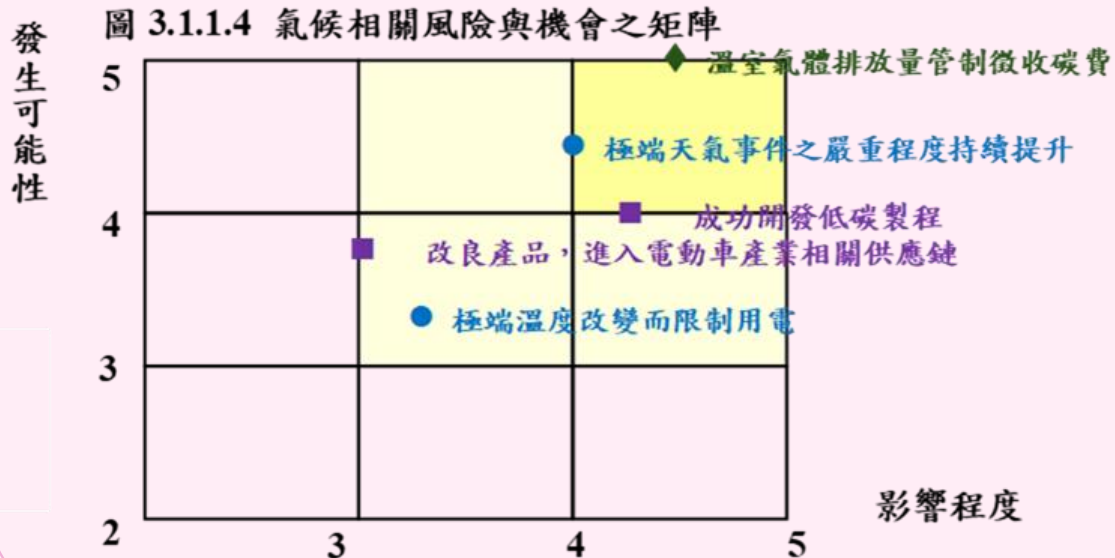 圖 3.1.1.4 氣候相關風險與機會之矩陣
發生可能性
5
溫室氣體排放量管制徵收碳費
極端天氣事件之嚴重程度持續提升
4
成功開發低碳製程
改良產品，進入電動車產業相關供應鏈
極端溫度改變而限制用電
3
影響程度
2
3
4
5